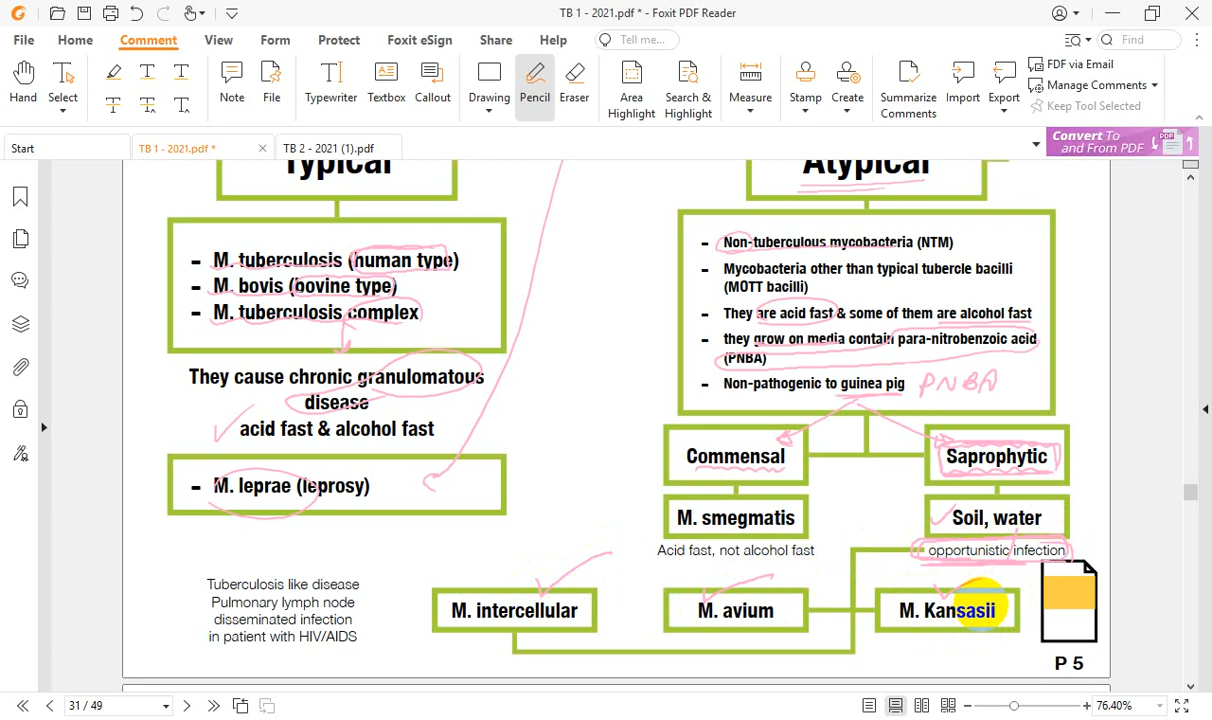 TB 1 - 2021.pdf * - Foxit PDF Reader
File Home Comment View Form Protect Foxit eSign Share Help Tell me... Find
Hand Select Note File Typewriter Textbox Callout Drawing Pencil Eraser Area Highlight Search & Highlight Measure Stamp Create Summarize Comments Import Export
FDF via Email
Manage Comments
Keep Tool Selected
Start TB 1 - 2021.pdf * TB 2 - 2021 (1).pdf
Convert To and From PDF PDF
Typical
- M. tuberculosis (human type)
- M. bovis (bovine type)
- M. tuberculosis complex
They cause chronic granulomatous
disease
acid fast & alcohol fast
- M. leprae (leprosy)
Atypical
- Non-tuberculous mycobacteria (NTM)
- Mycobacteria other than typical tubercle bacilli
(MOTT bacilli)
- They are acid fast & some of them are alcohol fast
- they grow on media contain para-nitrobenzoic acid
(PNBA)
- Non-pathogenic to guinea pig PNBA
Commensal Saprophytic
M. smegmatis Soil, water
Acid fast, not alcohol fast opportunistic infection
Tuberculosis like disease
Pulmonary lymph node
disseminated infection
in patient with HIV/AIDS
M. intercellular M. avium M. Kansasii
P 5
31 / 49 76.40%